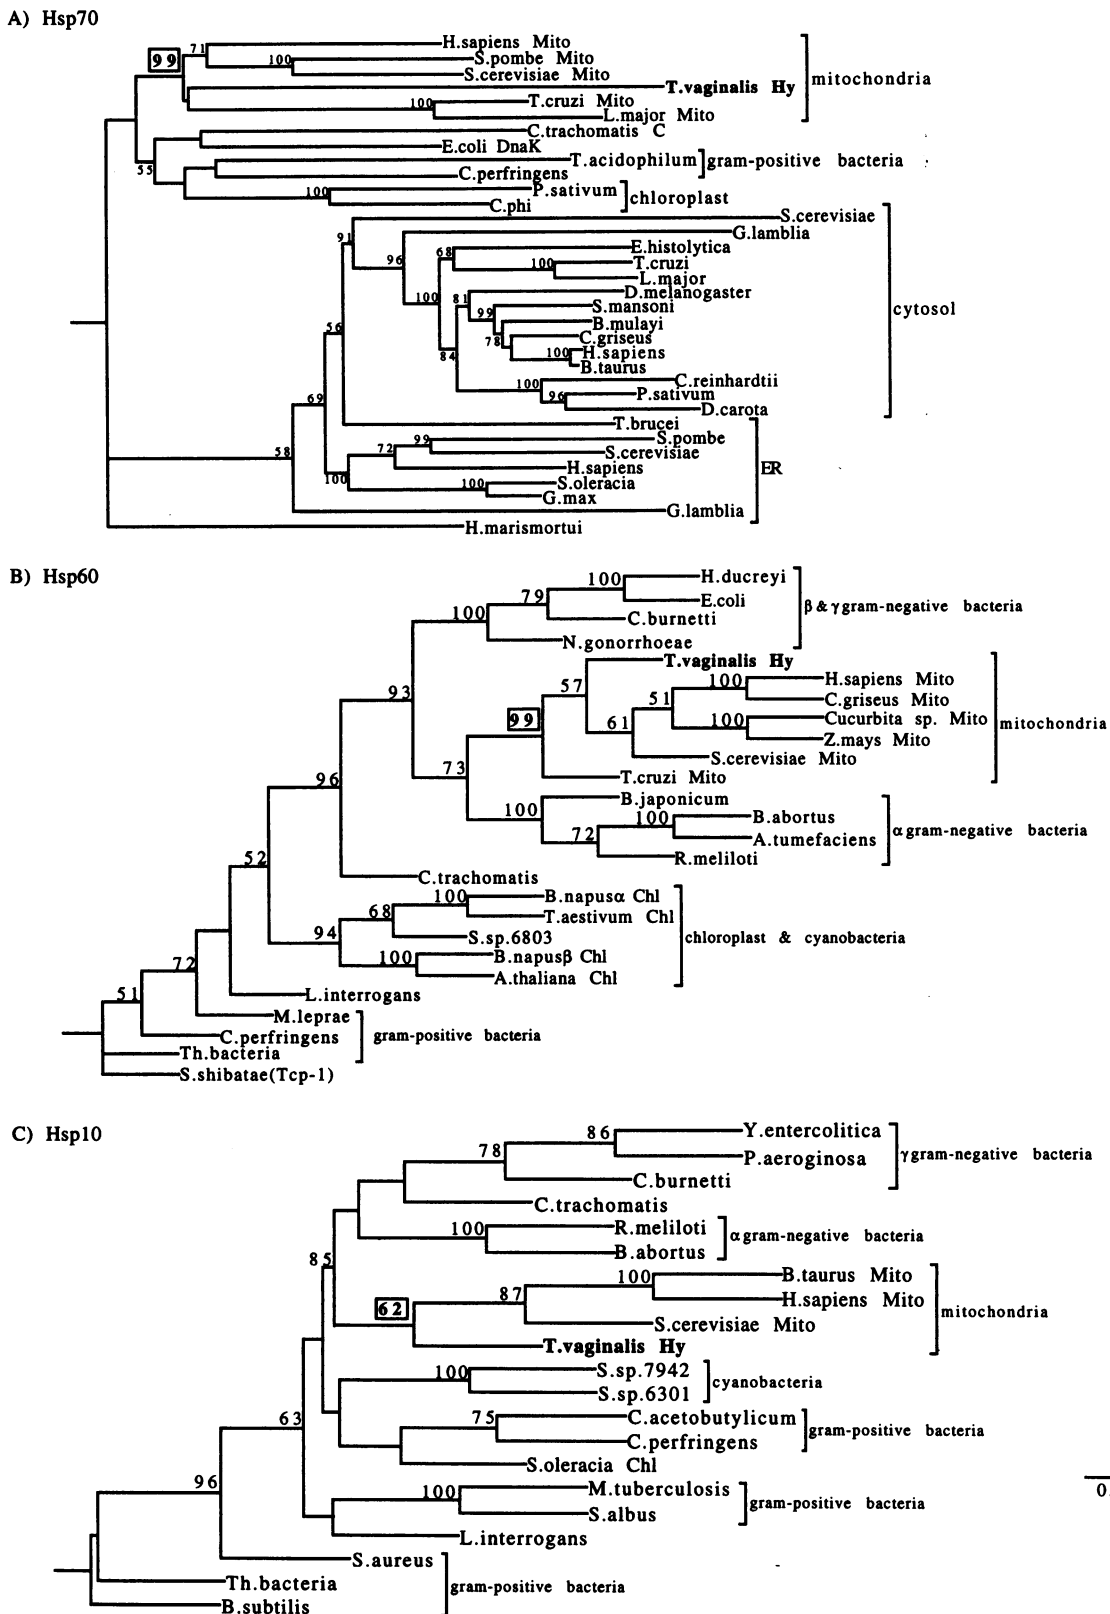 A) Hsp70
71
H.sapiens Mito
99
100
S.pombe Mito
S.cerevisiae Mito
mitochondria
T.vaginalis Hy
100
T.cruzi Mito
L.major Mito
C.trachomatis C
E.coli DnaK
55
T.acidophilum
gram-positive bacteria
C.perfringens
100
P.sativum
chloroplast
C.phi
S.cerevisiae
91
G.lamblia
96
68
E.histolytica
100
T.cruzi
L.major
100
81
D.melanogaster
99
S.mansoni
cytosol
B.mulayi
56
78
C.griseus
84
100
H.sapiens
B.taurus
100
C.reinhardtii
96
P.sativum
69
D.carota
T.brucei
99
S.pombe
58
72
S.cerevisiae
H.sapiens
ER
100
100
S.oleracia
G.max
G.lamblia
H.marismortui
B) Hsp60
100
H.ducreyi
79
E.coli
β & γ gram-negative bacteria
100
C.burnetti
N.gonorrhoeae
T.vaginalis Hy
57
100
H.sapiens Mito
93
51
C.griseus Mito
99
61
100
Cucurbita sp. Mito
mitochondria
Z.mays Mito
S.cerevisiae Mito
73
T.cruzi Mito
96
B.japonicum
100
100
B.abortus
α gram-negative bacteria
72
A.tumefaciens
R.meliloti
52
C.trachomatis
100
B.napusα Chl
68
T.aestivum Chl
94
S.sp.6803
chloroplast & cyanobacteria
100
B.napusβ Chl
A.thaliana Chl
72
51
L.interrogans
M.leprae
C.perfringens
gram-positive bacteria
Th.bacteria
S.shibatae(Tcp-1)
C) Hsp10
86
Y.entercolitica
78
P.aeroginosa
γ gram-negative bacteria
C.burnetti
C.trachomatis
100
R.meliloti
α gram-negative bacteria
B.abortus
85
100
B.taurus Mito
87
H.sapiens Mito
62
mitochondria
S.cerevisiae Mito
T.vaginalis Hy
100
S.sp.7942
cyanobacteria
S.sp.6301
63
75
C.acetobutylicum
gram-positive bacteria
C.perfringens
S.oleracia Chl
96
100
M.tuberculosis
gram-positive bacteria
S.albus
0.
L.interrogans
S.aureus
Th.bacteria
gram-positive bacteria
B.subtilis